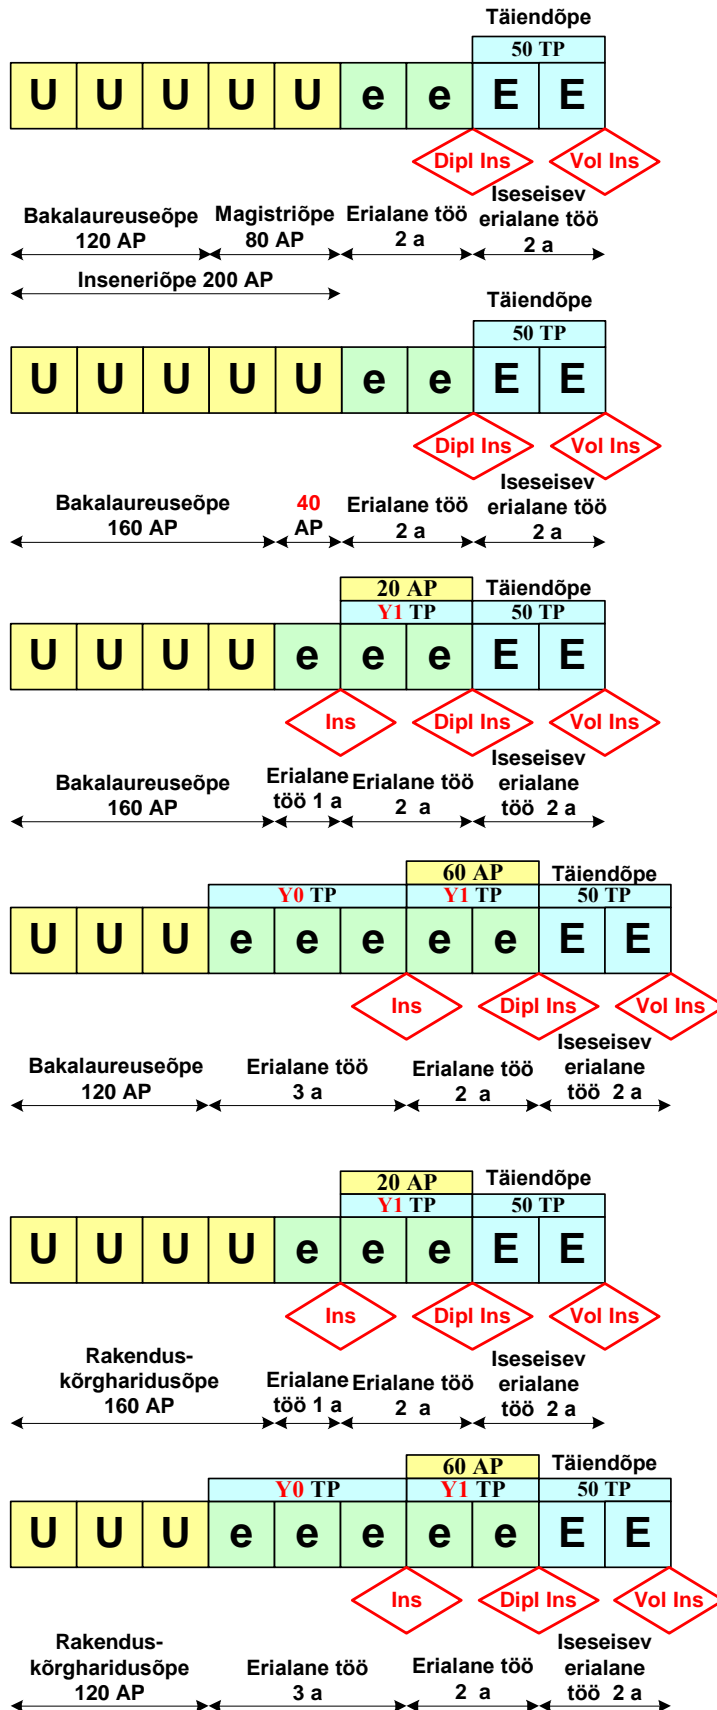 Täiendõpe
50 TP
U U U U U e e E E
Dipl Ins Vol Ins
Bakalaureuseõpe 120 AP
Magistriõpe 80 AP
Erialane töö 2 a
Iseseisev erialane töö 2 a
Inseneriõpe 200 AP
Täiendõpe
50 TP
U U U U U e e E E
Dipl Ins Vol Ins
Bakalaureuseõpe 160 AP
40 AP
Erialane töö 2 a
Iseseisev erialane töö 2 a
20 AP Täiendõpe
Y1 TP 50 TP
U U U U e e e E E
Ins Dipl Ins Vol Ins
Bakalaureuseõpe 160 AP
Erialane töö 1 a
Erialane töö 2 a
Iseseisev erialane töö 2 a
60 AP Täiendõpe
Y0 TP Y1 TP 50 TP
U U U e e e e e E E
Ins Dipl Ins Vol Ins
Bakalaureuseõpe 120 AP
Erialane töö 3 a
Erialane töö 2 a
Iseseisev erialane töö 2 a
20 AP Täiendõpe
Y1 TP 50 TP
U U U U e e e E E
Ins Dipl Ins Vol Ins
Rakendus-
kõrgharidusõpe
160 AP
Erialane töö 1 a
Erialane töö 2 a
Iseseisev erialane töö 2 a
60 AP Täiendõpe
Y0 TP Y1 TP 50 TP
U U U e e e e e E E
Ins Dipl Ins Vol Ins
Rakendus-
kõrgharidusõpe
120 AP
Erialane töö 3 a
Erialane töö 2 a
Iseseisev erialane töö 2 a